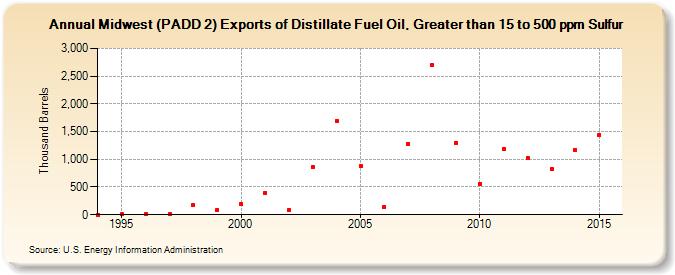 Annual Midwest (PADD 2) Exports of Distillate Fuel Oil, Greater than 15 to 500 ppm Sulfur
Thousand Barrels
3,000
2,500
2,000
1,500
1,000
500
0
1995 2000 2005 2010 2015
Source: U.S. Energy Information Administration